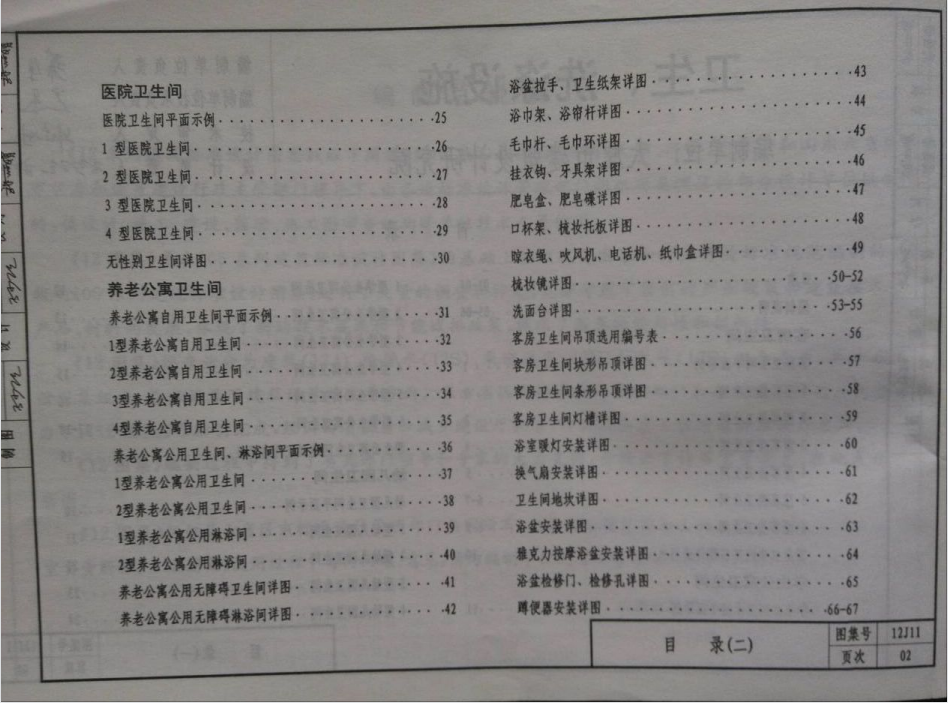 医院卫生间
医院卫生间平面示例·················25
1 型医院卫生间·················26
2 型医院卫生间·················27
3 型医院卫生间·················28
4 型医院卫生间·················29
无性别卫生间详图·················30
养老公寓卫生间
养老公寓自用卫生间平面示例·············31
1型养老公寓自用卫生间·············32
2型养老公寓自用卫生间·············33
3型养老公寓自用卫生间·············34
4型养老公寓自用卫生间·············35
养老公寓公用卫生间、淋浴间平面示例·········36
1型养老公寓公用卫生间·············37
2型养老公寓公用卫生间·············38
1型养老公寓公用淋浴间·············39
2型养老公寓公用淋浴间·············40
养老公寓公用无障碍卫生间详图···········41
养老公寓公用无障碍淋浴间详图···········42
浴盆拉手、卫生纸架详图·············43
浴巾架、浴帘杆详图·············44
毛巾杆、毛巾环详图·············45
挂衣钩、牙具架详图·············46
肥皂盒、肥皂碟详图·············47
口杯架、梳妆托板详图·············48
晾衣绳、吹风机、电话机、纸巾盒详图·········49
梳妆镜详图·················50-52
洗面台详图·················53-55
客房卫生间吊顶选用编号表·············56
客房卫生间块形吊顶详图·············57
客房卫生间条形吊顶详图·············58
客房卫生间灯槽详图·············59
浴室暖灯安装详图·············60
换气扇安装详图·············61
卫生间地坎详图·············62
浴盆安装详图·············63
雅克力按摩浴盆安装详图·············64
浴盆检修门、检修孔详图·············65
蹲便器安装详图·············66-67
目 录(二)
图集号 12J11
页次 02